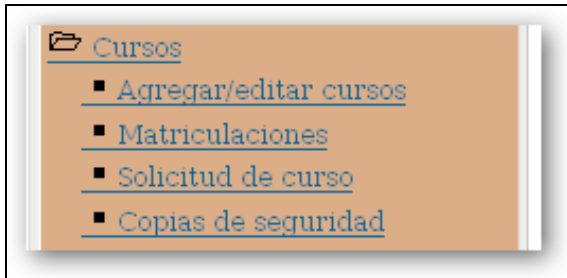 Cursos
Agregar/editar cursos
Matriculaciones
Solicitud de curso
Copias de seguridad